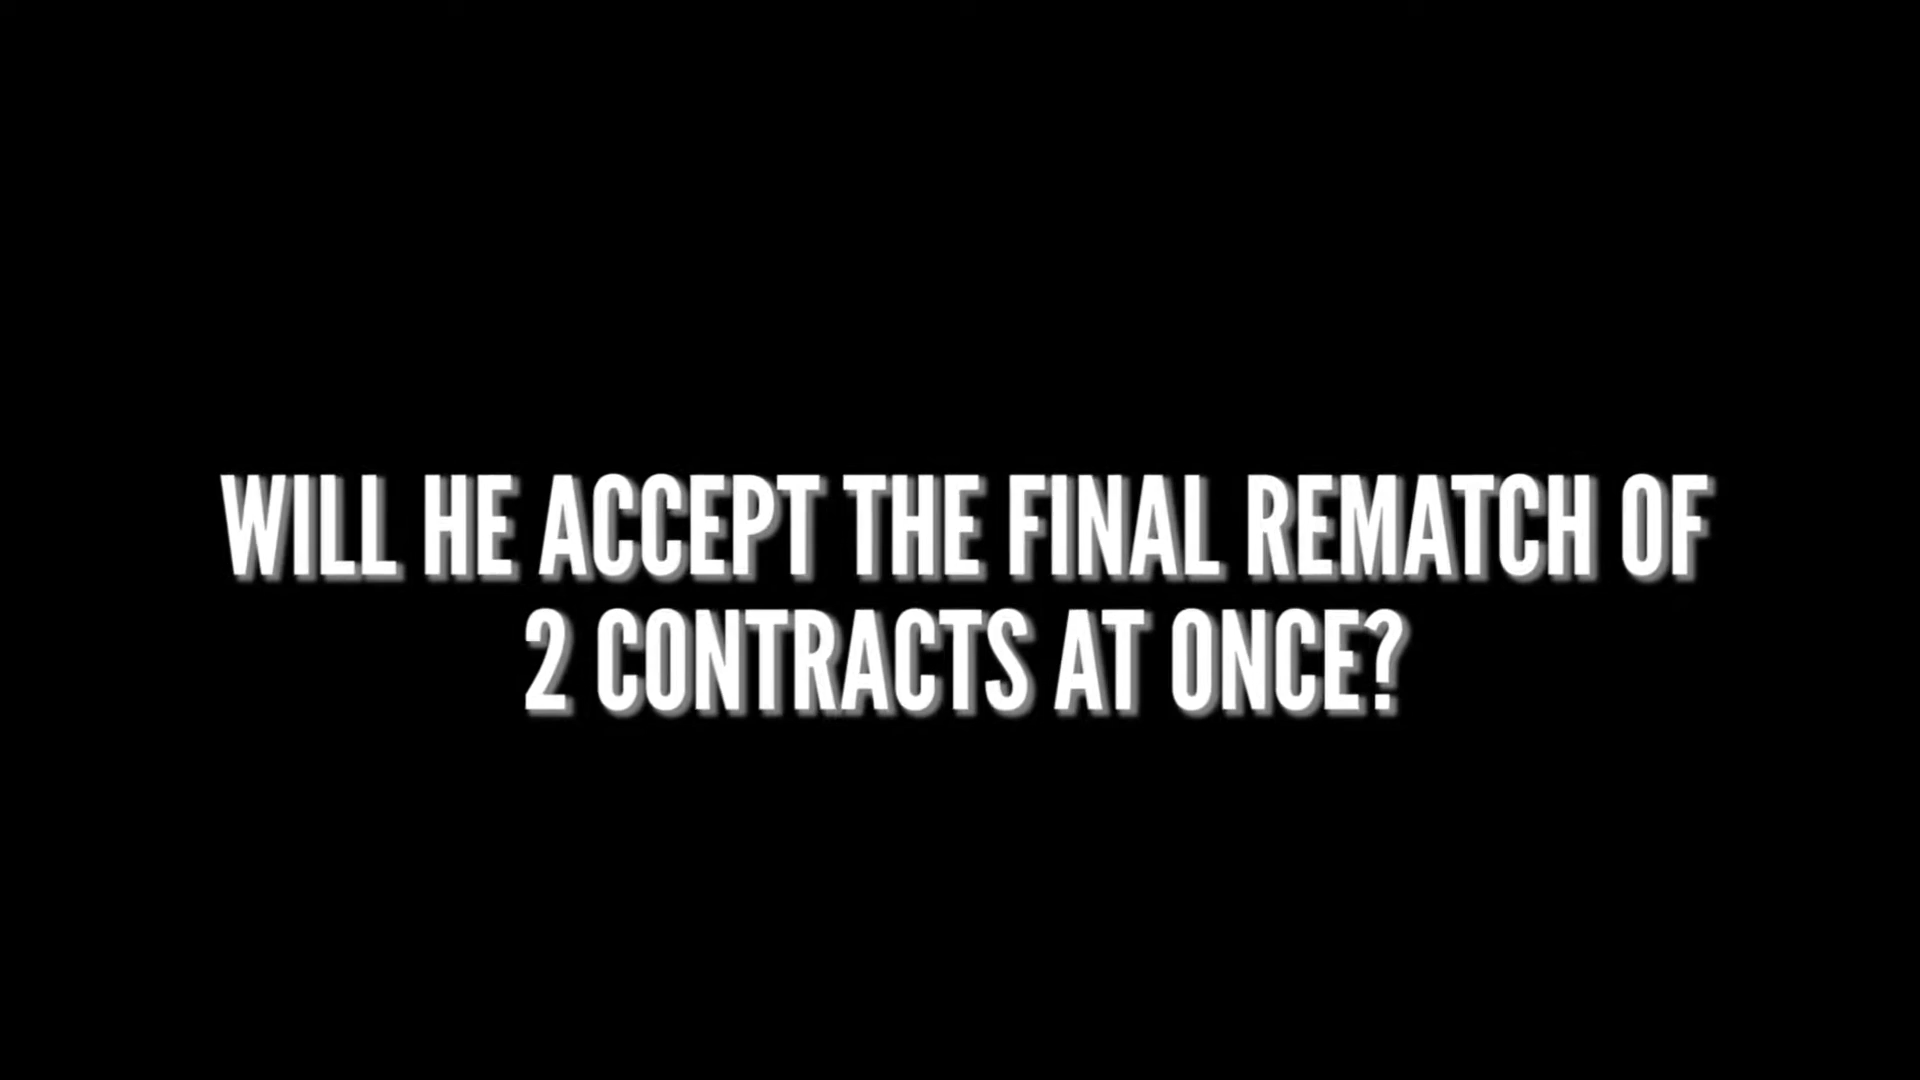 WILL HE ACCEPT THE FINAL REMATCH OF
2 CONTRACTS AT ONCE?